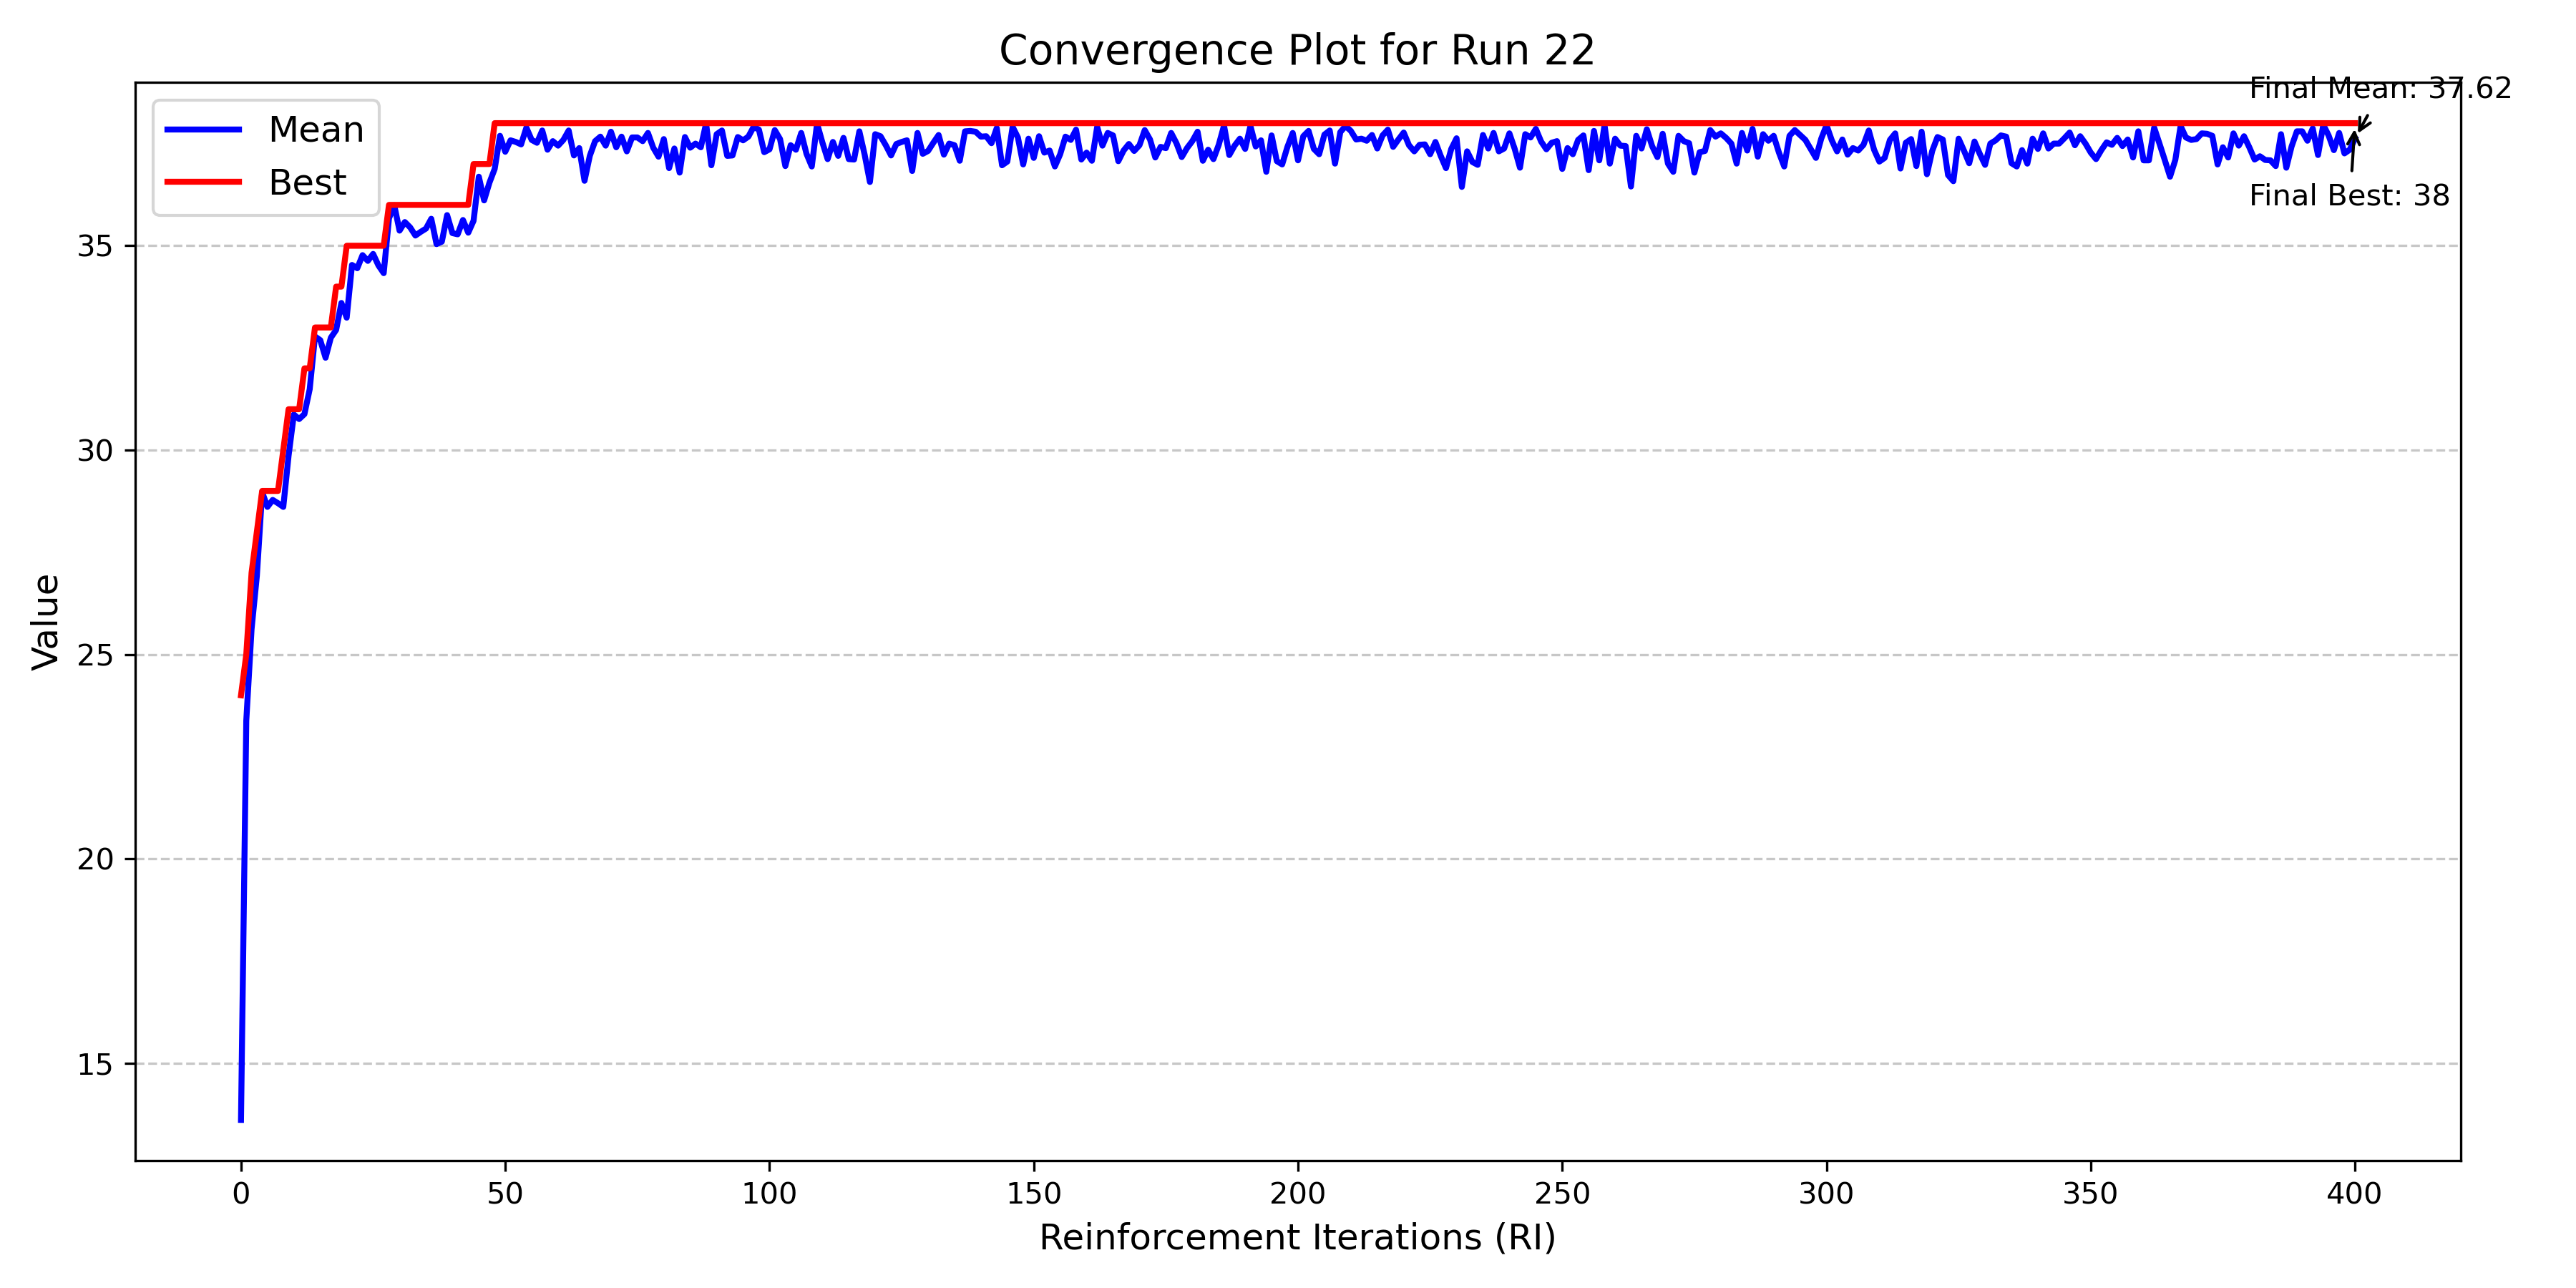 Convergence Plot for Run 22
Final Mean: 37.62
Mean
Best
Final Best: 38
35
30
25
20
15
Value
0 50 100 150 200 250 300 350 400
Reinforcement Iterations (RI)